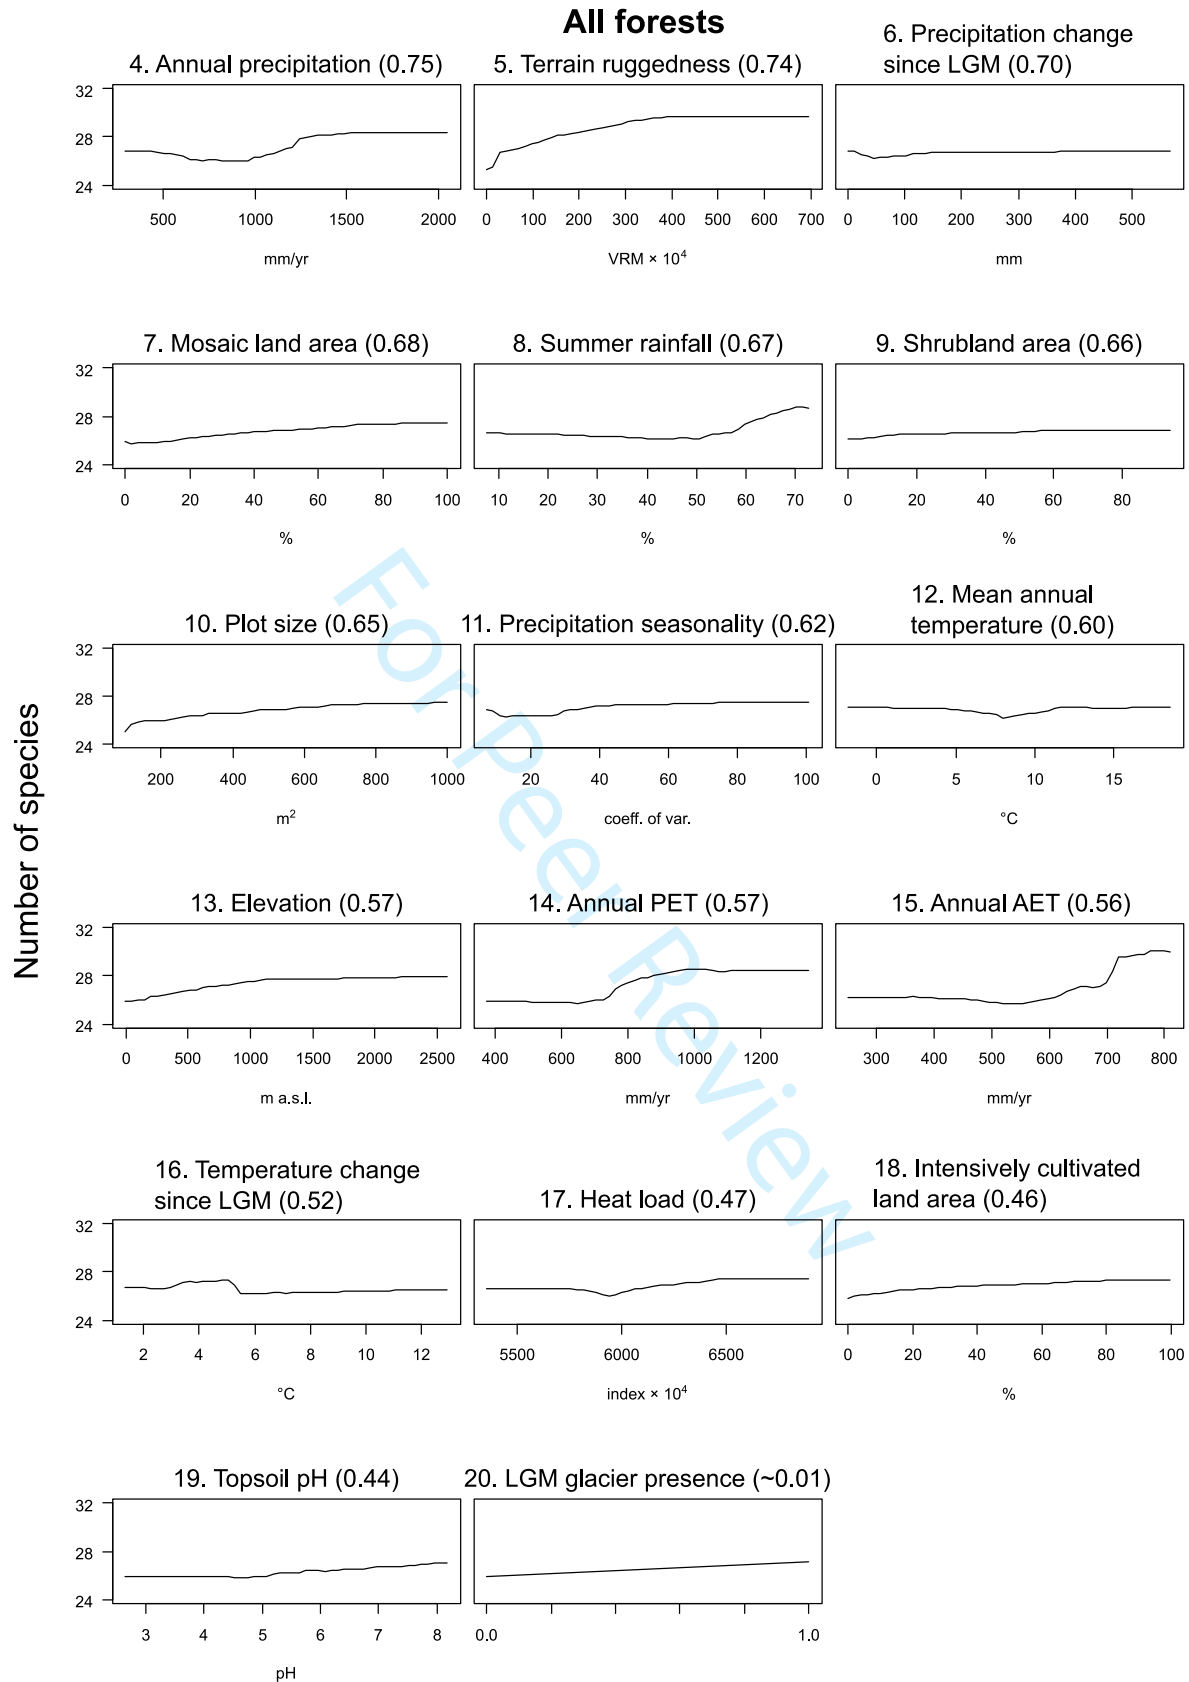 All forests
4. Annual precipitation (0.75)
5. Terrain ruggedness (0.74)
6. Precipitation change
since LGM (0.70)
32
28
24
500 1000 1500 2000
0 100 200 300 400 500 600 700
0 100 200 300 400 500
mm/yr
VRM × 10⁴
mm
7. Mosaic land area (0.68)
8. Summer rainfall (0.67)
9. Shrubland area (0.66)
32
28
24
0 20 40 60 80 100
10 20 30 40 50 60 70
0 20 40 60 80
%
%
%
10. Plot size (0.65)
11. Precipitation seasonality (0.62)
12. Mean annual
temperature (0.60)
32
28
24
200 400 600 800 1000
20 40 60 80 100
0 5 10 15
m²
coeff. of var.
°C
Number of species
13. Elevation (0.57)
14. Annual PET (0.57)
15. Annual AET (0.56)
32
28
24
0 500 1000 1500 2000 2500
400 600 800 1000 1200
300 400 500 600 700 800
m a.s.l.
mm/yr
mm/yr
16. Temperature change
since LGM (0.52)
17. Heat load (0.47)
18. Intensively cultivated
land area (0.46)
32
28
24
2 4 6 8 10 12
5500 6000 6500
0 20 40 60 80 100
°C
index × 10⁴
%
19. Topsoil pH (0.44)
20. LGM glacier presence (~0.01)
32
28
24
3 4 5 6 7 8
0.0 1.0
pH
For Peer Review